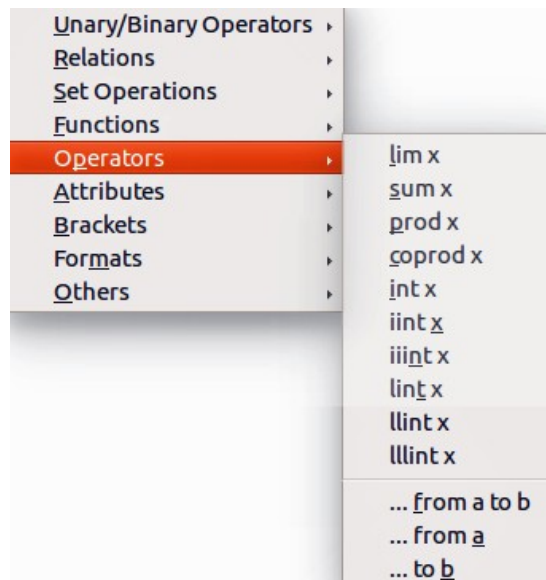 Unary/Binary Operators
Relations
Set Operations
Functions
Operators
Attributes
Brackets
Formats
Others
lim x
sum x
prod x
coprod x
int x
iint x
iiint x
lint x
llint x
lllint x
... from a to b
... from a
... to b